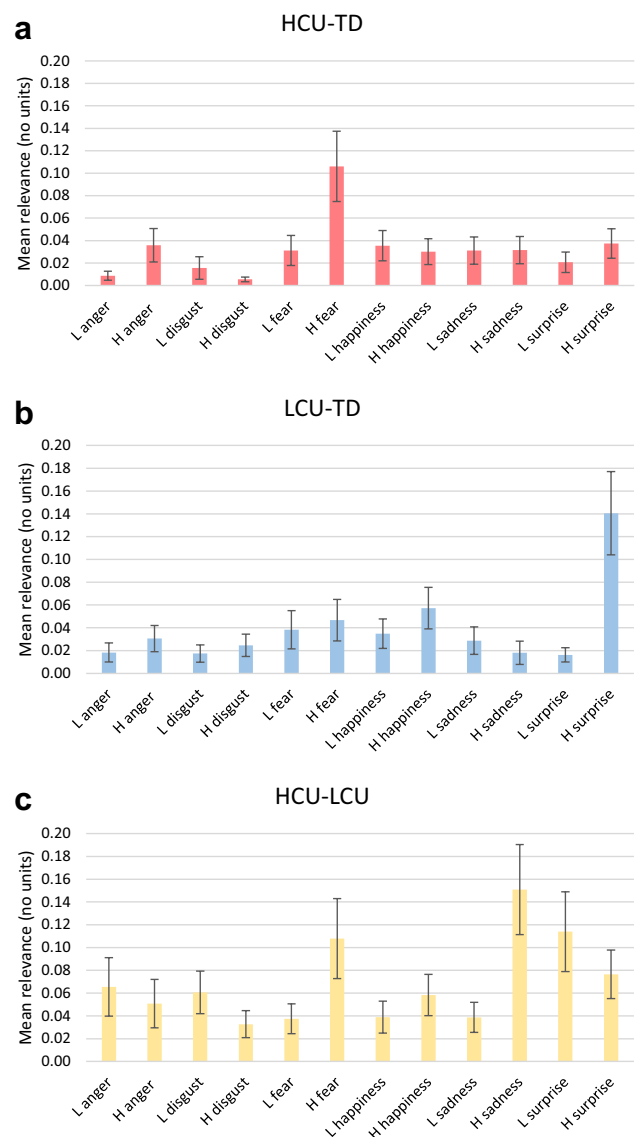 a
HCU-TD
Mean relevance (no units)
0.20
0.18
0.16
0.14
0.12
0.10
0.08
0.06
0.04
0.02
0.00
L anger
H anger
L disgust
H disgust
L fear
H fear
L happiness
H happiness
L sadness
H sadness
L surprise
H surprise
b
LCU-TD
Mean relevance (no units)
0.20
0.18
0.16
0.14
0.12
0.10
0.08
0.06
0.04
0.02
0.00
L anger
H anger
L disgust
H disgust
L fear
H fear
L happiness
H happiness
L sadness
H sadness
L surprise
H surprise
c
HCU-LCU
Mean relevance (no units)
0.20
0.18
0.16
0.14
0.12
0.10
0.08
0.06
0.04
0.02
0.00
L anger
H anger
L disgust
H disgust
L fear
H fear
L happiness
H happiness
L sadness
H sadness
L surprise
H surprise